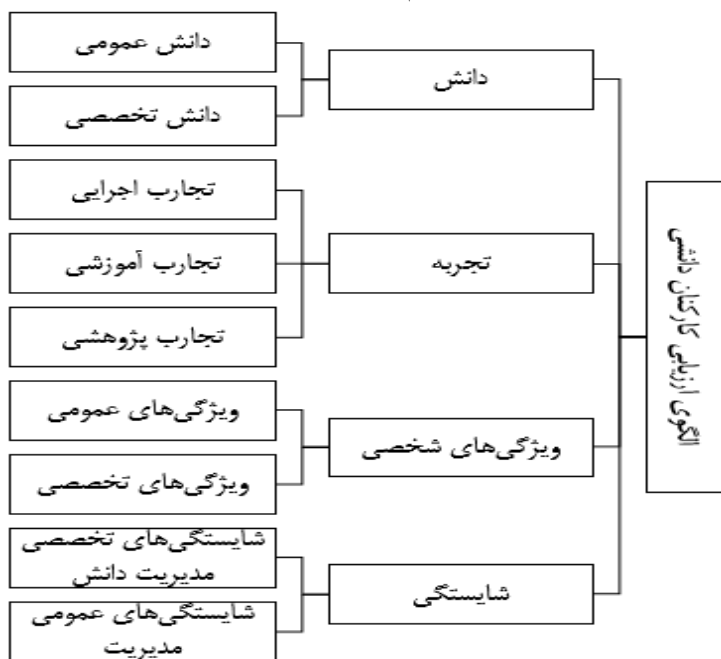 الگوی ارزیابی کارکنان دانشی
دانش
دانش عمومی
دانش تخصصی
تجربه
تجارب اجرایی
تجارب آموزشی
تجارب پژوهشی
ویژگی‌های شخصی
ویژگی‌های عمومی
ویژگی‌های تخصصی
شایستگی
شایستگی‌های تخصصی
مدیریت دانش
شایستگی‌های عمومی
مدیریت